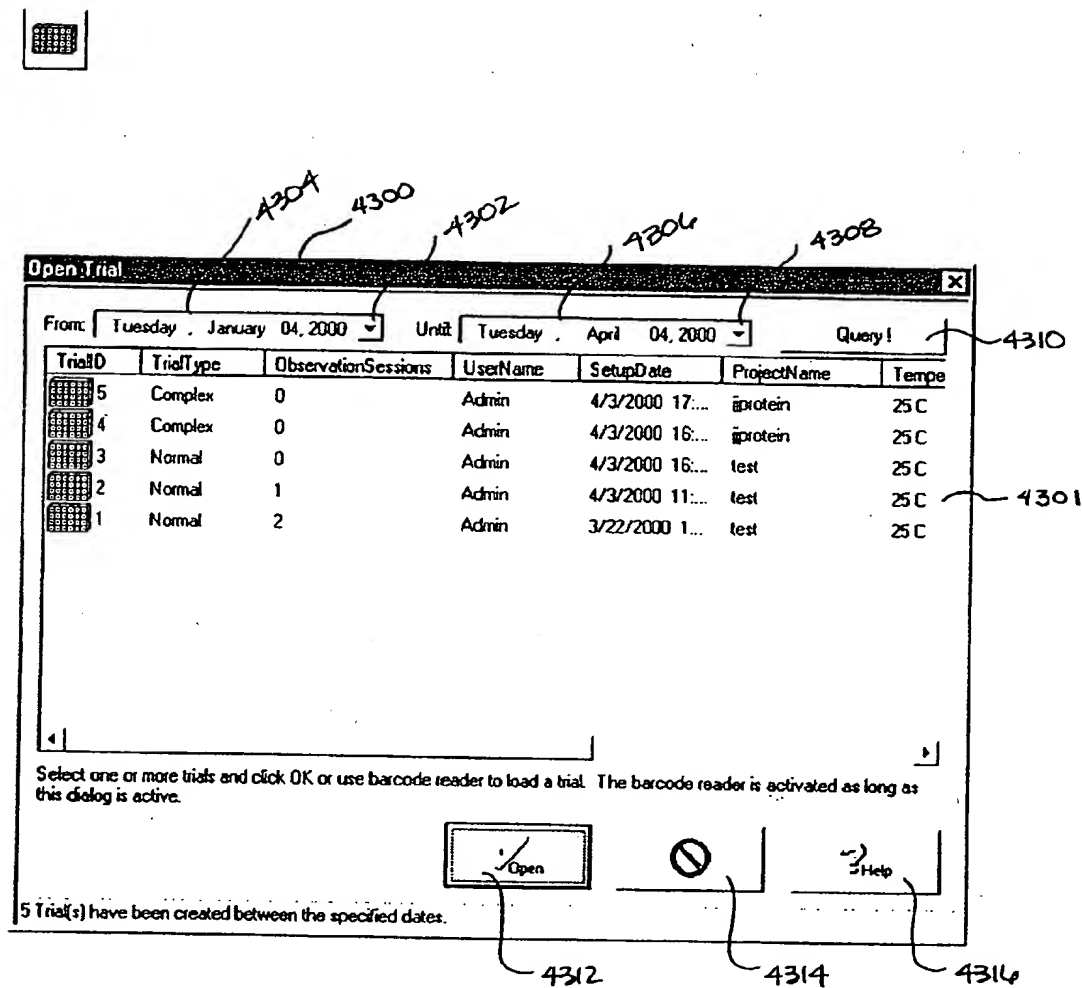 4304 4300 4302 4306 4308
Open Trial
From: Tuesday , January 04, 2000 Until: Tuesday , April 04, 2000 Query !
4310
TrialID TrialType ObservationSessions UserName SetupDate ProjectName Tempe
5 Complex 0 Admin 4/3/2000 17:... iprotein 25 C
4 Complex 0 Admin 4/3/2000 16:... iprotein 25 C
3 Normal 0 Admin 4/3/2000 16:... test 25 C
2 Normal 1 Admin 4/3/2000 11:... test 25 C
4301
1 Normal 2 Admin 3/22/2000 1... test 25 C
Select one or more trials and click OK or use barcode reader to load a trial. The barcode reader is activated as long as
this dialog is active.
Open Help
5 Trial(s) have been created between the specified dates.
4312 4314 4316